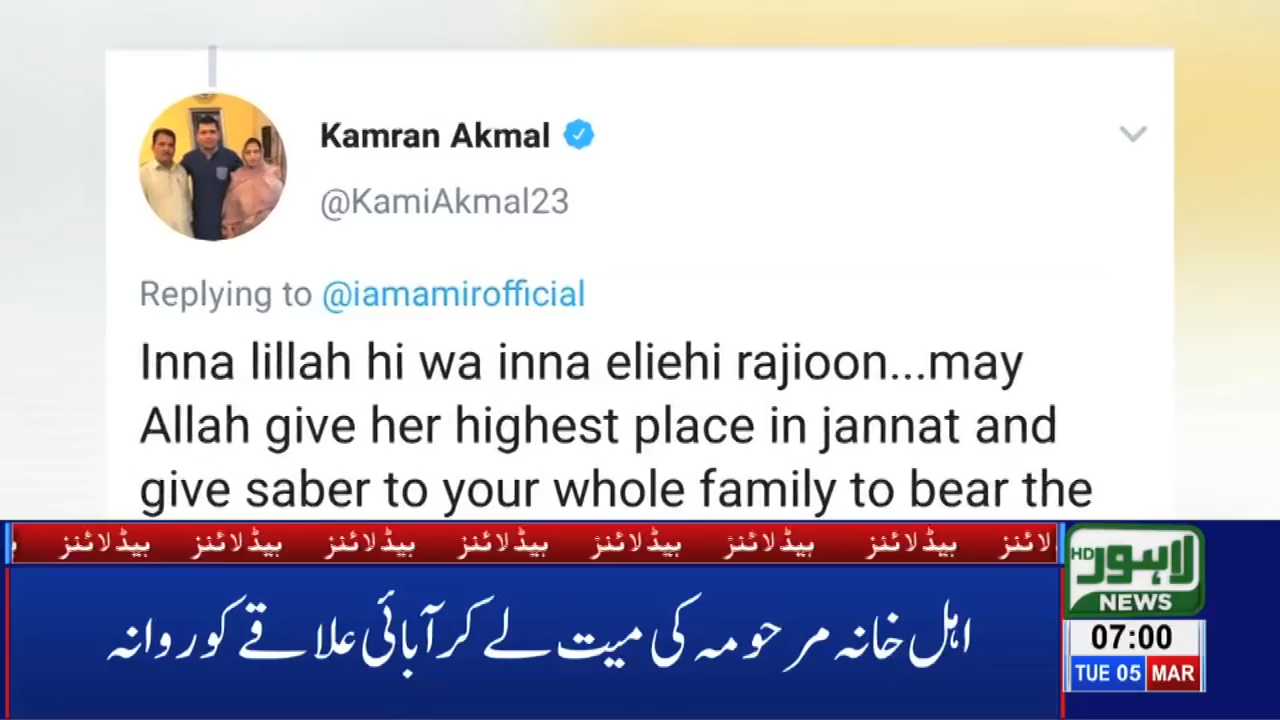 Kamran Akmal
@KamiAkmal23
Replying to @iamamirofficial
Inna lillah hi wa inna eliehi rajioon...may
Allah give her highest place in jannat and
give saber to your whole family to bear the
ہیڈلائنز ہیڈلائنز ہیڈلائنز ہیڈلائنز ہیڈلائنز ہیڈلائنز ہیڈلائنز لائنز
اہل خانہ مرحومہ کی میت لے کر آبائی علاقے کو روانہ
HD لاہور
NEWS
07:00
TUE 05 MAR